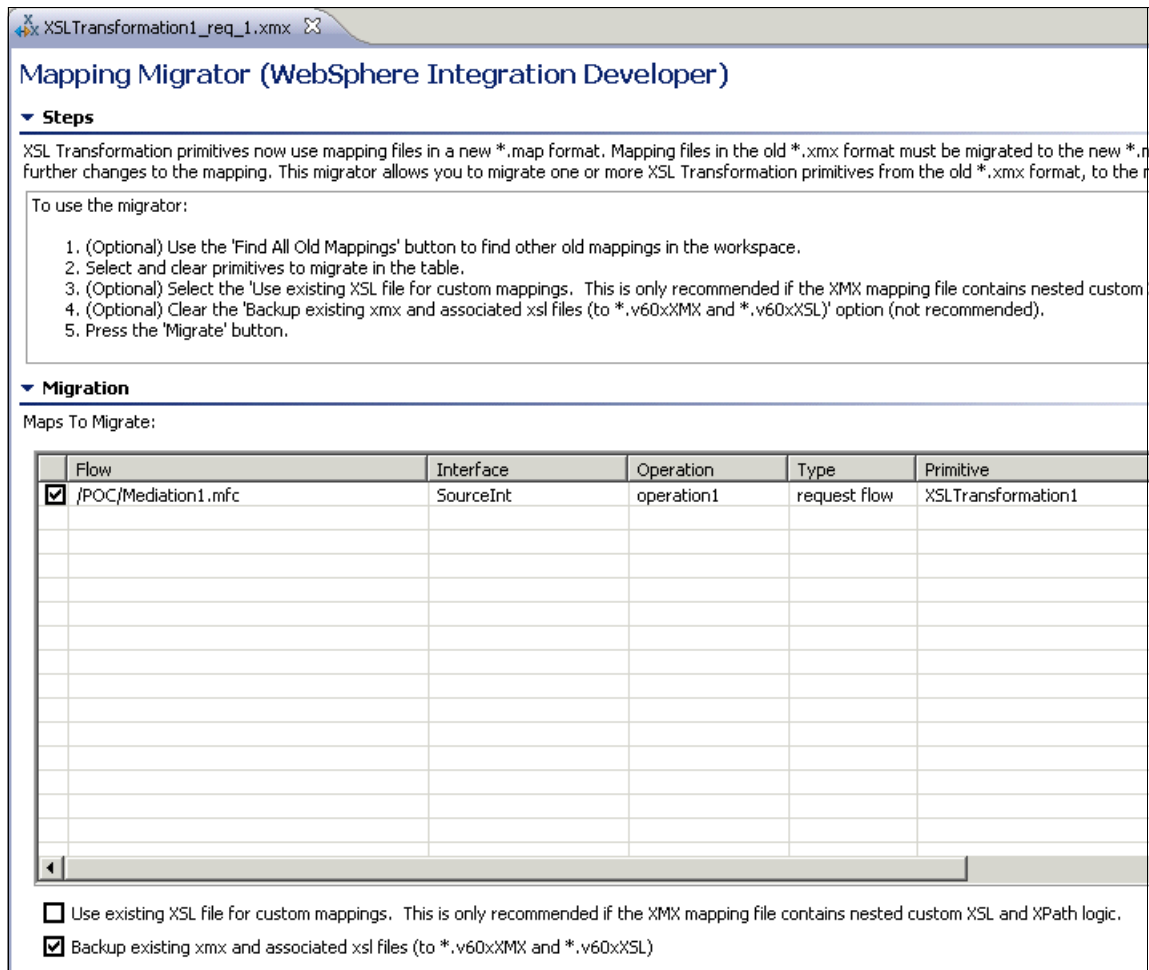 XSLTransformation1_req_1.xmx
Mapping Migrator (WebSphere Integration Developer)
Steps
XSL Transformation primitives now use mapping files in a new *.map format. Mapping files in the old *.xmx format must be migrated to the new
further changes to the mapping. This migrator allows you to migrate one or more XSL Transformation primitives from the old *.xmx format, to the
To use the migrator:
1. (Optional) Use the 'Find All Old Mappings' button to find other old mappings in the workspace.
2. Select and clear primitives to migrate in the table.
3. (Optional) Select the 'Use existing XSL file for custom mappings. This is only recommended if the XMX mapping file contains nested custom
4. (Optional) Clear the 'Backup existing xmx and associated xsl files (to *.v60xXMX and *.v60xXSL)' option (not recommended).
5. Press the 'Migrate' button.
Migration
Maps To Migrate:
Flow Interface Operation Type Primitive
/POC/Mediation1.mfc SourceInt operation1 request flow XSLTransformation1
Use existing XSL file for custom mappings. This is only recommended if the XMX mapping file contains nested custom XSL and XPath logic.
Backup existing xmx and associated xsl files (to *.v60xXMX and *.v60xXSL)